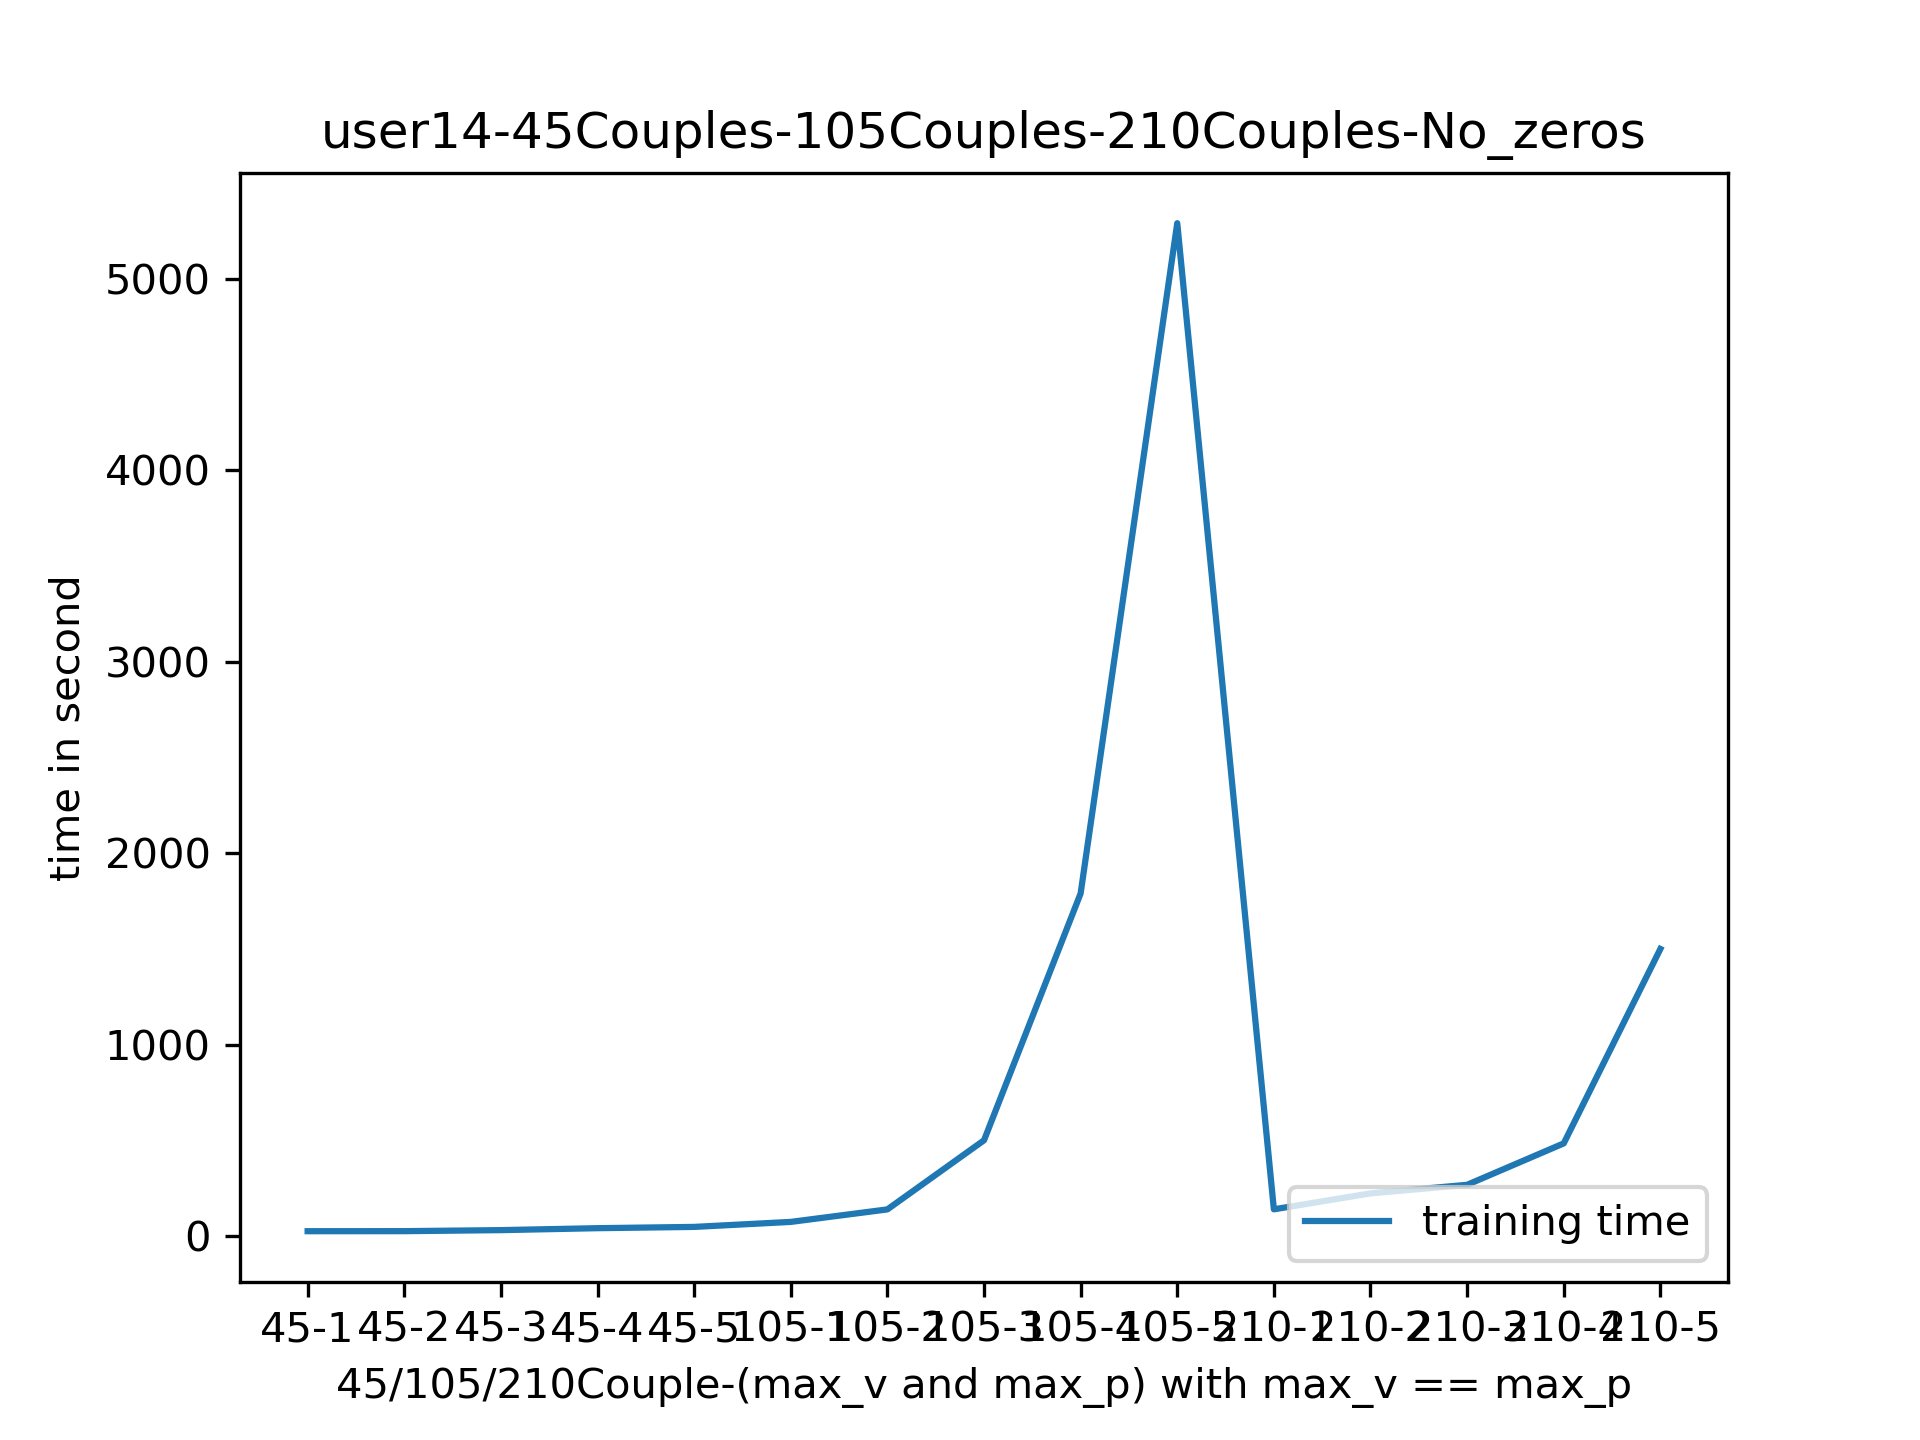 user14-45Couples-105Couples-210Couples-No_zeros
5000
4000
3000
2000
1000
0
time in second
training time
45-1 45-2 45-3 45-4 45-5 105-1 105-2 105-3 105-4 105-5 210-1 210-2 210-3 210-4 210-5
45/105/210Couple-(max_v and max_p) with max_v == max_p